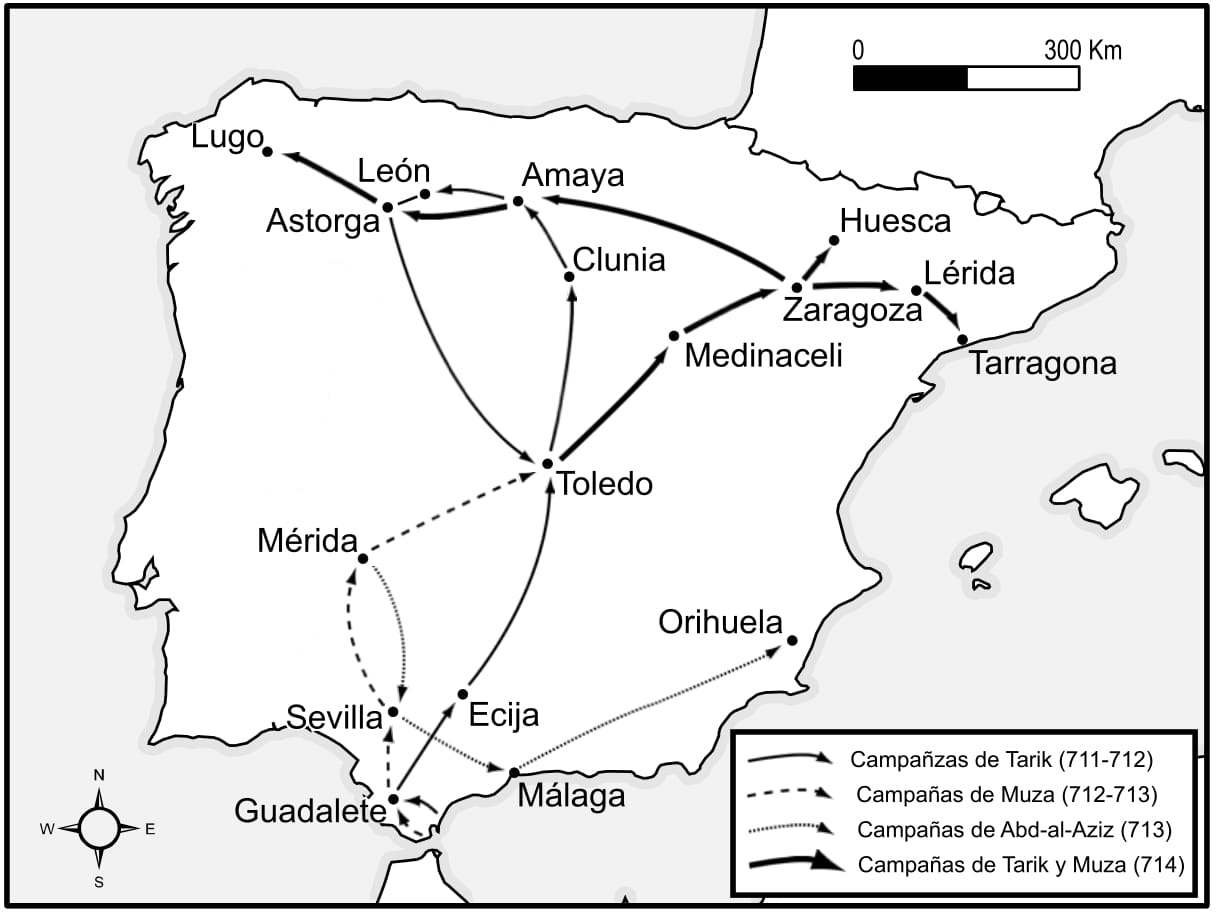 0 300 Km
Lugo
León
Amaya
Astorga
Huesca
Clunia
Lérida
Zaragoza
Medinaceli
Tarragona
Toledo
Mérida
Orihuela
Sevilla
Ecija
Málaga
Guadalete
N
W E
S
Campañzas de Tarik (711-712)
Campañas de Muza (712-713)
Campañas de Abd-al-Aziz (713)
Campañas de Tarik y Muza (714)